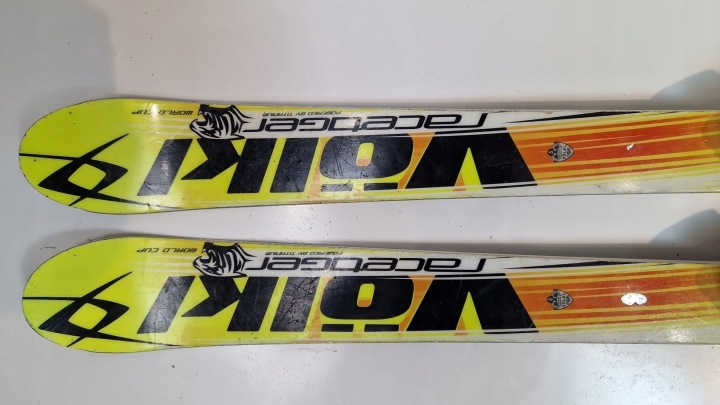 Völkl
racetiger
POWERED BY TITANIUM
WORLD CUP
Völkl
racetiger
POWERED BY TITANIUM
WORLD CUP